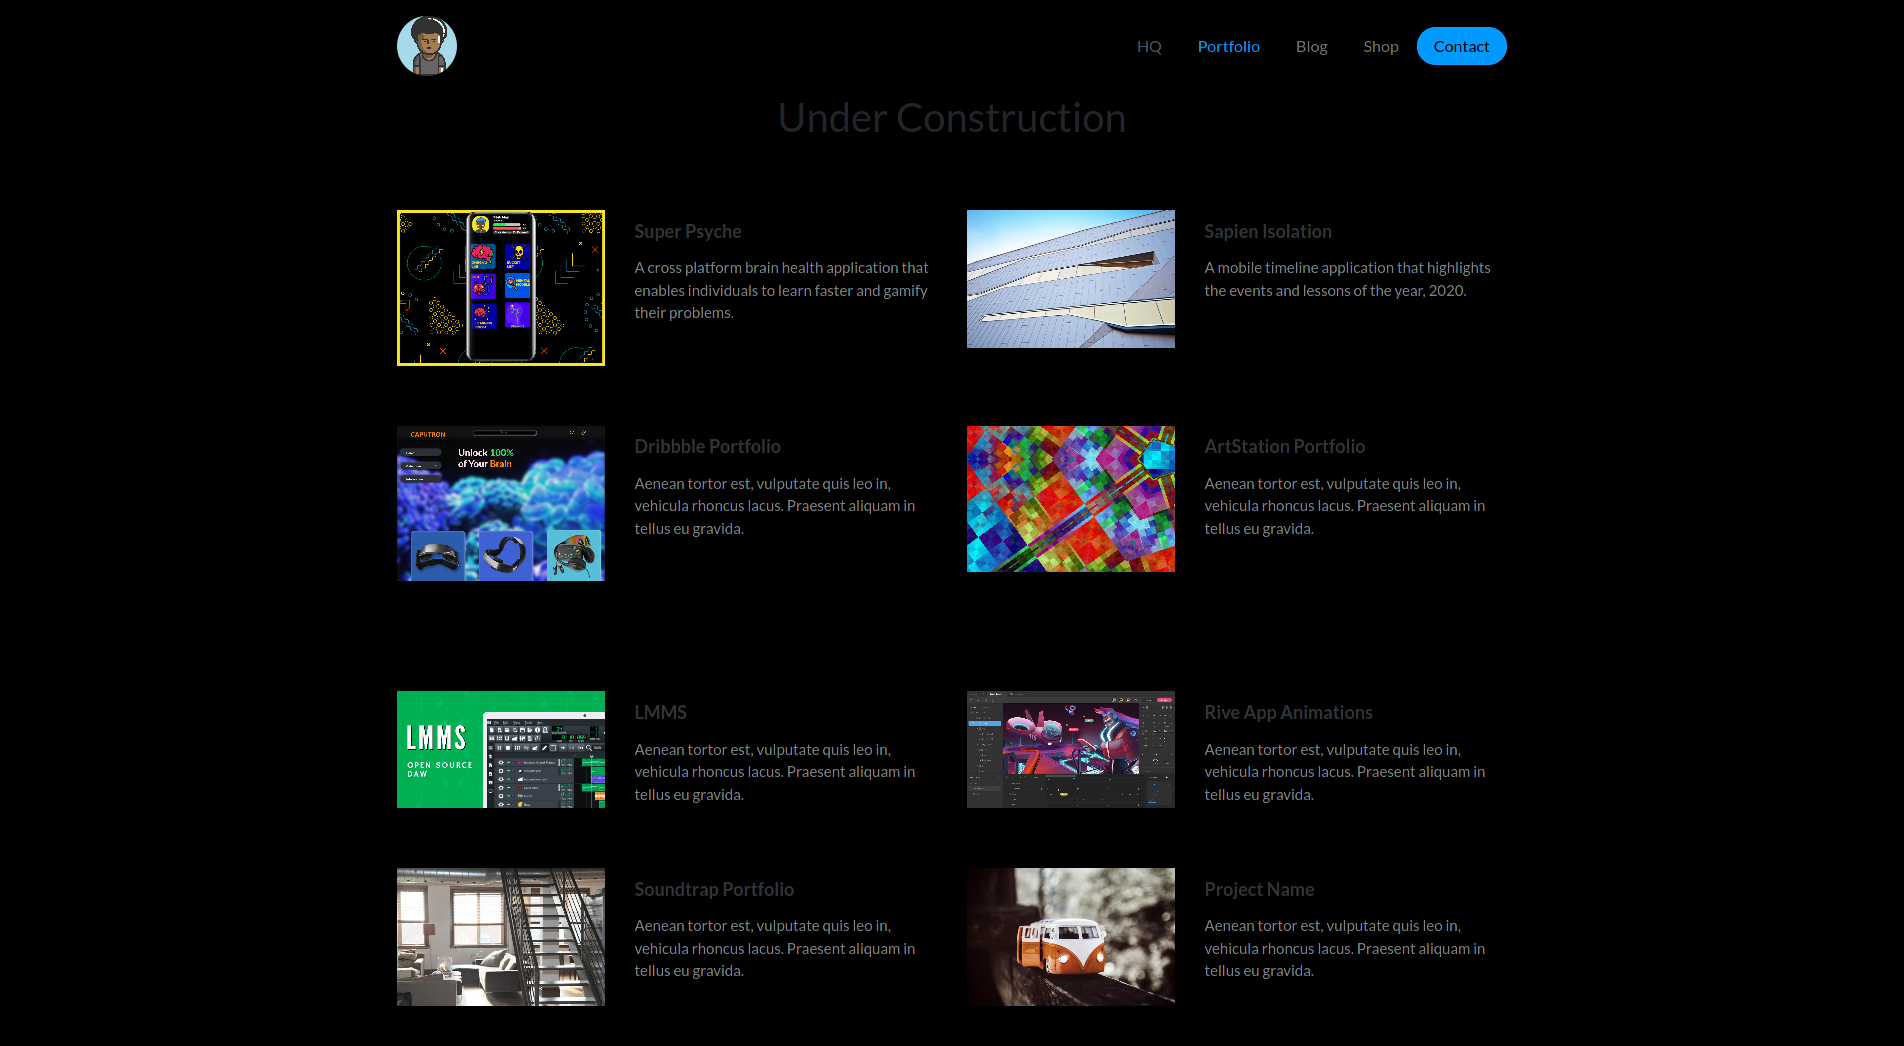 HQ
Portfolio
Blog
Shop
Contact
Under Construction
Super Psyche
A cross platform brain health application that
enables individuals to learn faster and gamify
their problems.
Sapien Isolation
A mobile timeline application that highlights
the events and lessons of the year, 2020.
CAPUTRON
Unlock 100%
of Your Brain
Dribbble Portfolio
Aenean tortor est, vulputate quis leo in,
vehicula rhoncus lacus. Praesent aliquam in
tellus eu gravida.
ArtStation Portfolio
Aenean tortor est, vulputate quis leo in,
vehicula rhoncus lacus. Praesent aliquam in
tellus eu gravida.
LMMS
OPEN SOURCE
DAW
LMMS
Aenean tortor est, vulputate quis leo in,
vehicula rhoncus lacus. Praesent aliquam in
tellus eu gravida.
Rive App Animations
Aenean tortor est, vulputate quis leo in,
vehicula rhoncus lacus. Praesent aliquam in
tellus eu gravida.
Soundtrap Portfolio
Aenean tortor est, vulputate quis leo in,
vehicula rhoncus lacus. Praesent aliquam in
tellus eu gravida.
Project Name
Aenean tortor est, vulputate quis leo in,
vehicula rhoncus lacus. Praesent aliquam in
tellus eu gravida.